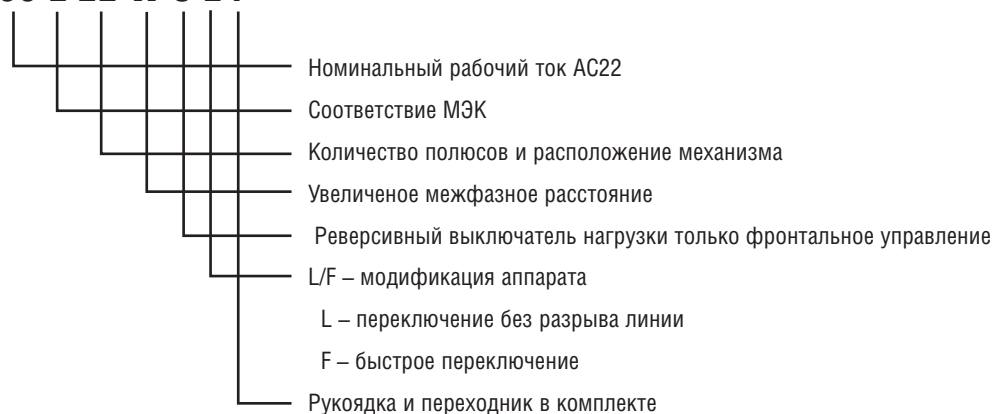 Номинальный рабочий ток АС22
Соответствие МЭК
Количество полюсов и расположение механизма
Увеличеное межфазное расстояние
Реверсивный выключатель нагрузки только фронтальное управление
L/F – модификация аппарата
L – переключение без разрыва линии
F – быстрое переключение
Рукоядка и переходник в комплекте